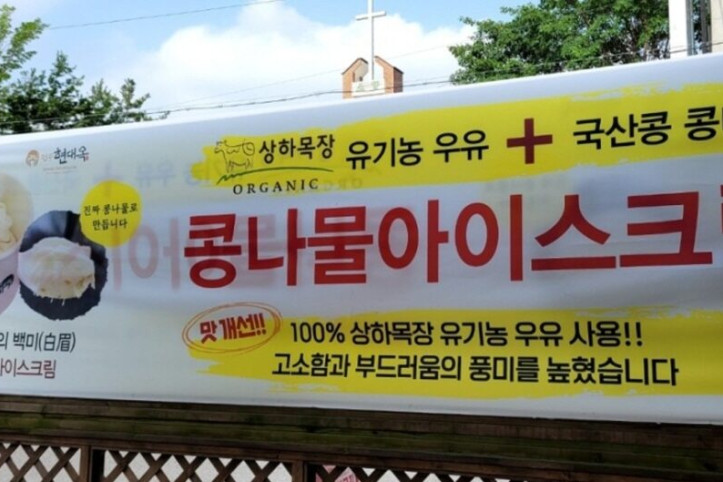 현대옥
상하목장
ORGANIC
유기농 우유 + 국산콩 콩
진짜 콩나물로
만듭니다
콩나물아이스크
맛개선!!
100% 상하목장 유기농 우유 사용!!
고소함과 부드러움의 풍미를 높혔습니다
의 백미(白眉)
아이스크림